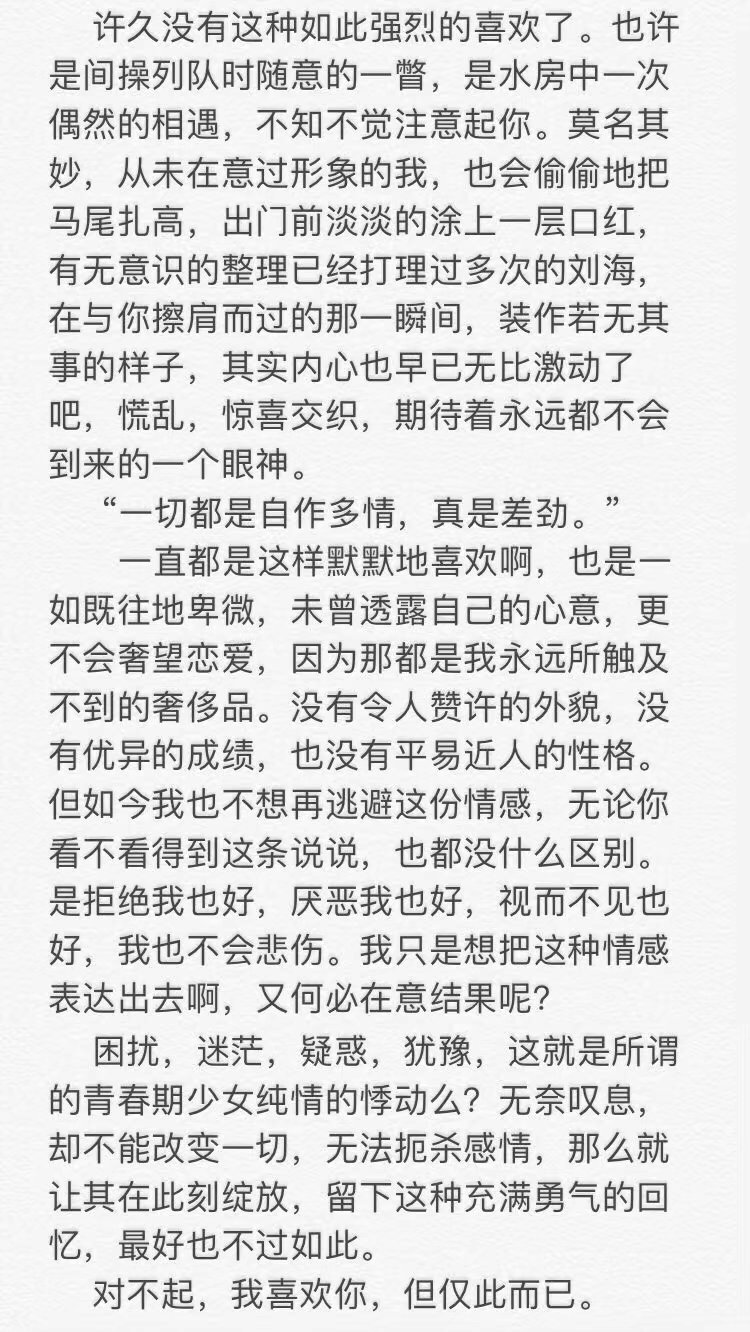 许久没有这种如此强烈的喜欢了。也许
是间操列队时随意的一瞥，是水房中一次
偶然的相遇，不知不觉注意起你。莫名其
妙，从未在意过形象的我，也会偷偷地把
马尾扎高，出门前淡淡的涂上一层口红，
有无意识的整理已经打理过多次的刘海，
在与你擦肩而过的那一瞬间，装作若无其
事的样子，其实内心也早已无比激动了
吧，慌乱，惊喜交织，期待着永远都不会
到来的一个眼神。
“一切都是自作多情，真是差劲。”
一直都是这样默默地喜欢啊，也是一
如既往地卑微，未曾透露自己的心意，更
不会奢望恋爱，因为那都是我永远所触及
不到的奢侈品。没有令人赞许的外貌，没
有优异的成绩，也没有平易近人的性格。
但如今我也不想再逃避这份情感，无论你
看不看得到这条说说，也都没什么区别。
是拒绝我也好，厌恶我也好，视而不见也
好，我也不会悲伤。我只是想把这种情感
表达出去啊，又何必在意结果呢？
困扰，迷茫，疑惑，犹豫，这就是所谓
的青春期少女纯情的悸动么？无奈叹息，
却不能改变一切，无法扼杀感情，那么就
让其在此刻绽放，留下这种充满勇气的回
忆，最好也不过如此。
对不起，我喜欢你，但仅此而已。